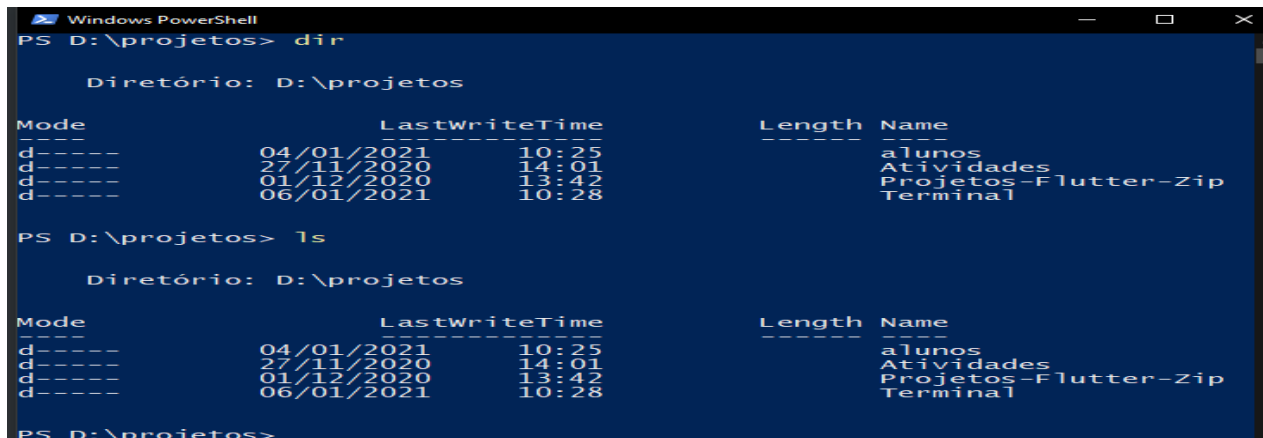 Windows PowerShell
PS D:\projetos> dir
Diretório: D:\projetos
Mode LastWriteTime Length Name
---- ------------- ------ ----
d----- 04/01/2021 10:25 alunos
d----- 27/11/2020 14:01 Atividades
d----- 01/12/2020 13:42 Projetos-Flutter-Zip
d----- 06/01/2021 10:28 Terminal
PS D:\projetos> ls
Diretório: D:\projetos
Mode LastWriteTime Length Name
---- ------------- ------ ----
d----- 04/01/2021 10:25 alunos
d----- 27/11/2020 14:01 Atividades
d----- 01/12/2020 13:42 Projetos-Flutter-Zip
d----- 06/01/2021 10:28 Terminal
PS D:\projetos>